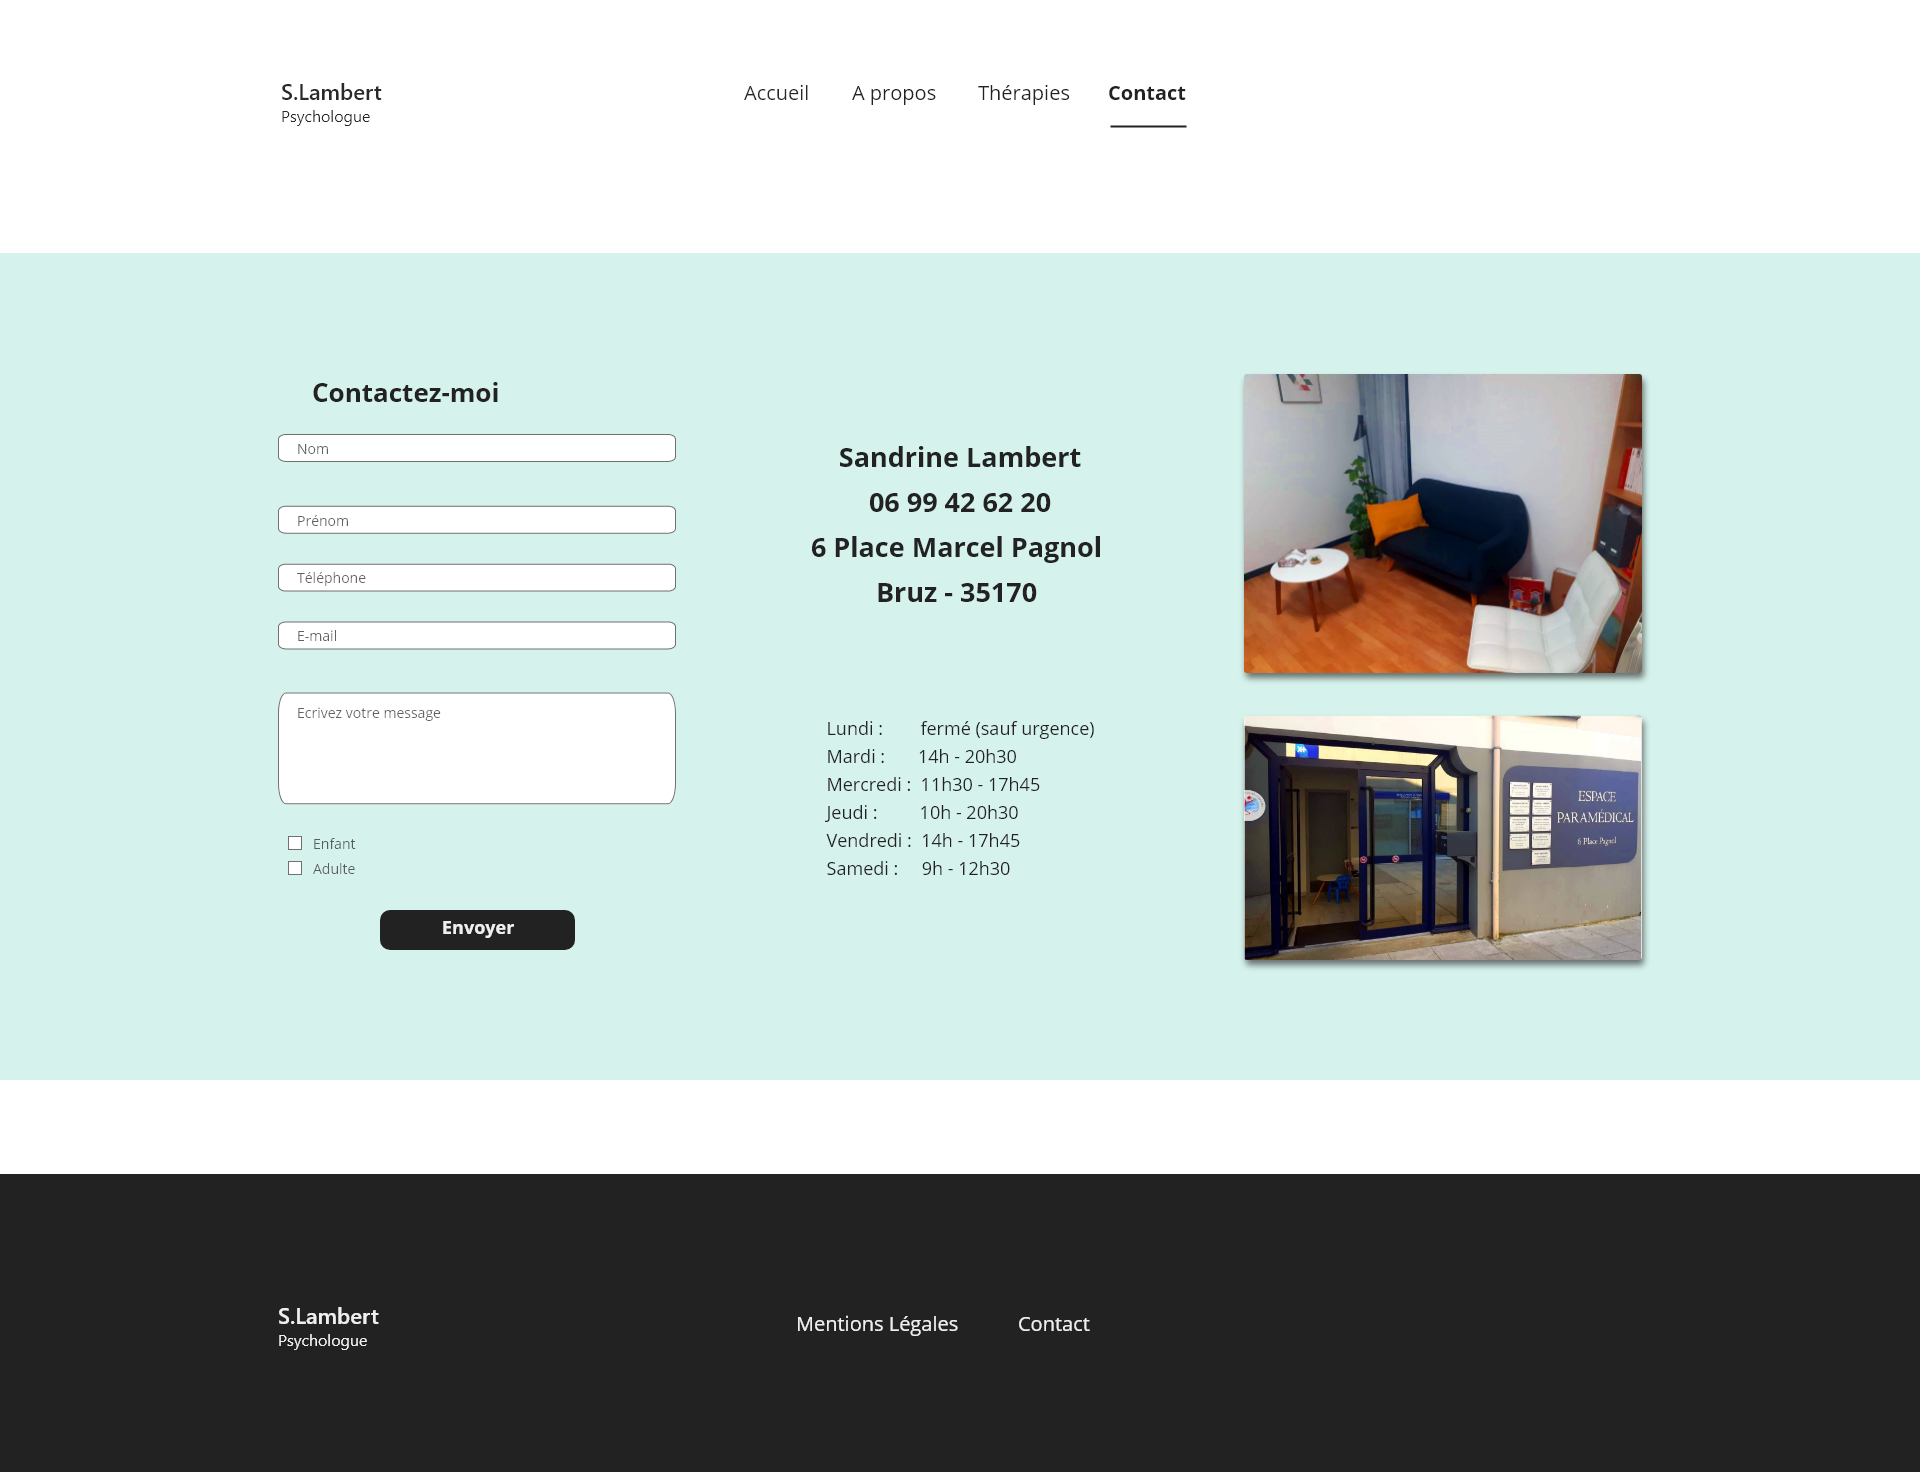 S.Lambert
Psychologue
Accueil A propos Thérapies Contact
Contactez-moi
Nom
Prénom
Téléphone
E-mail
Ecrivez votre message
Enfant
Adulte
Envoyer
Sandrine Lambert
06 99 42 62 20
6 Place Marcel Pagnol
Bruz - 35170
Lundi : fermé (sauf urgence)
Mardi : 14h - 20h30
Mercredi : 11h30 - 17h45
Jeudi : 10h - 20h30
Vendredi : 14h - 17h45
Samedi : 9h - 12h30
ESPACE
PARAMÉDICAL
6 Place Pagnol
S.Lambert
Psychologue
Mentions Légales Contact